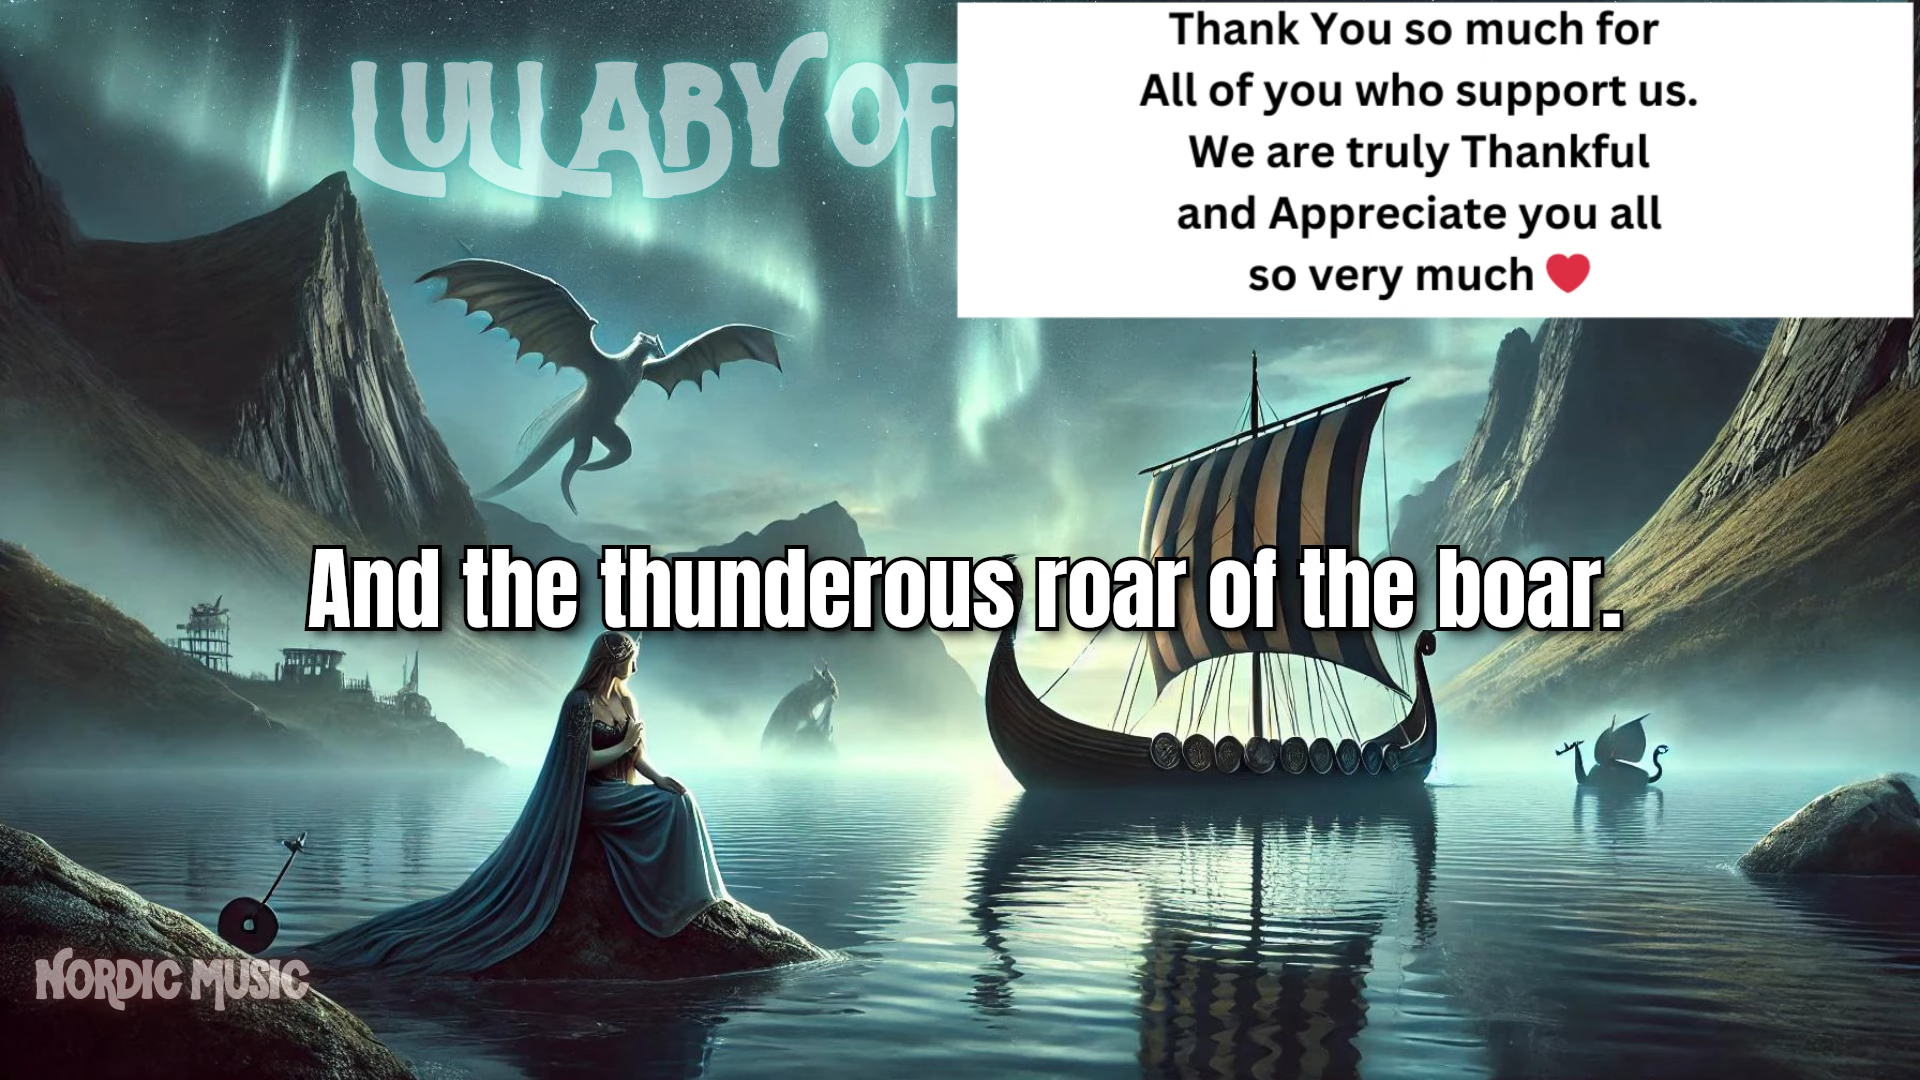 LULLABY OF
Thank You so much for
All of you who support us.
We are truly Thankful
and Appreciate you all
so very much ❤️
And the thunderous roar of the boar.
NORDIC MUSIC